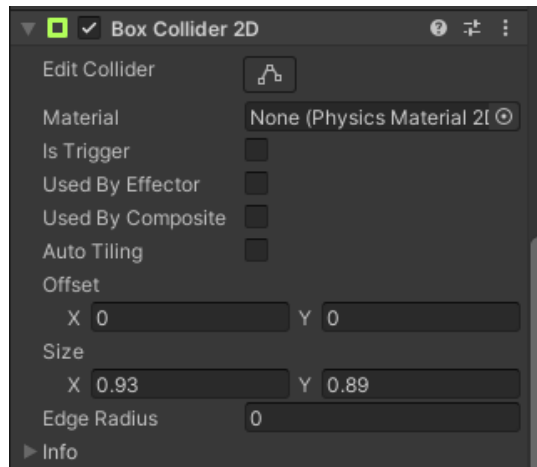 Box Collider 2D
Edit Collider
Material None (Physics Material 2
Is Trigger
Used By Effector
Used By Composite
Auto Tiling
Offset
X 0 Y 0
Size
X 0.93 Y 0.89
Edge Radius 0
Info